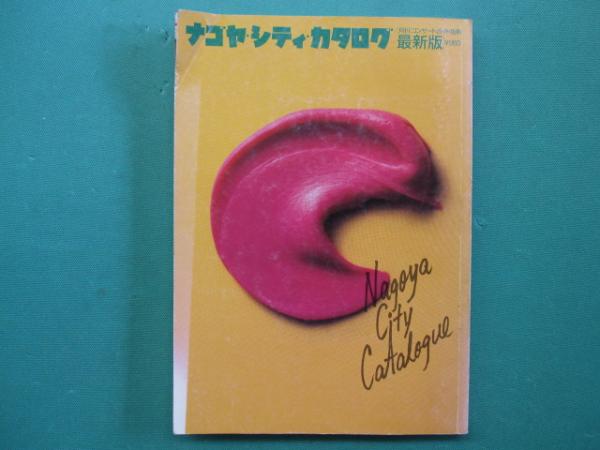 ナゴヤ・シティ・カタログ
最新版
Nagoya
City
Catalogue